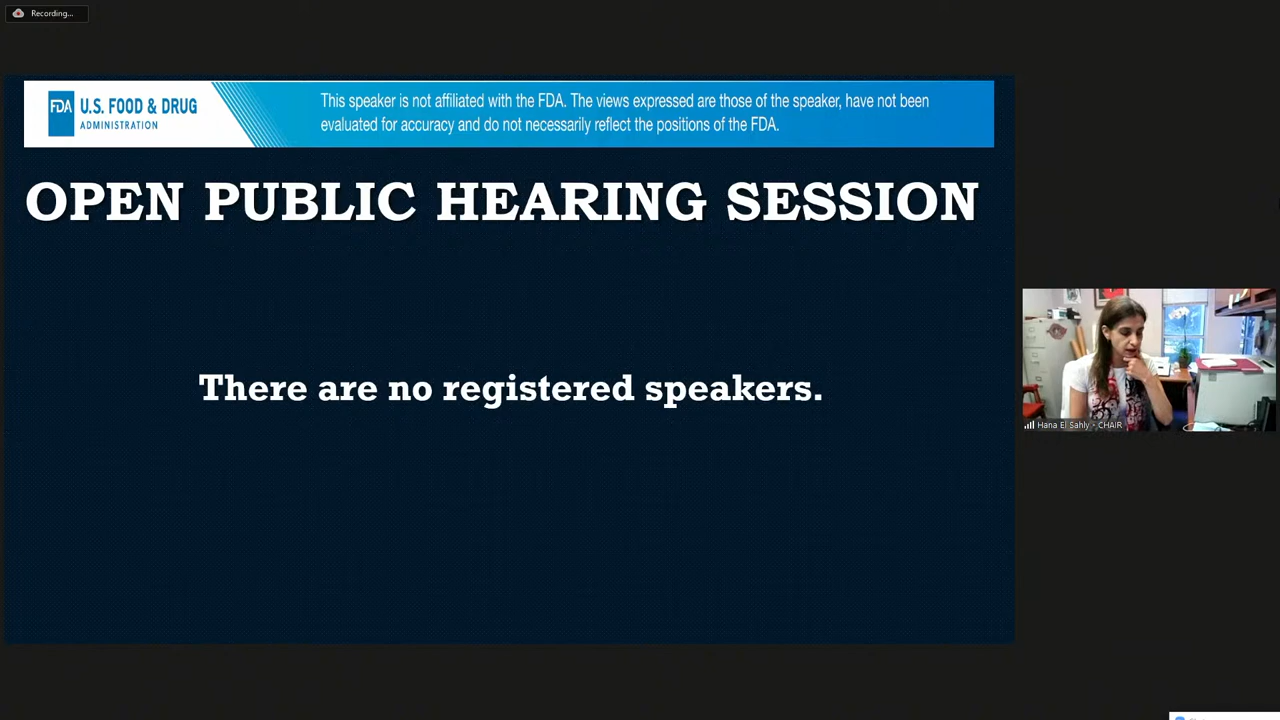 Recording...
FDA
U.S. FOOD & DRUG
ADMINISTRATION
This speaker is not affiliated with the FDA. The views expressed are those of the speaker, have not been
evaluated for accuracy and do not necessarily reflect the positions of the FDA.
OPEN PUBLIC HEARING SESSION
There are no registered speakers.
Hana El Sahly - CHAIR